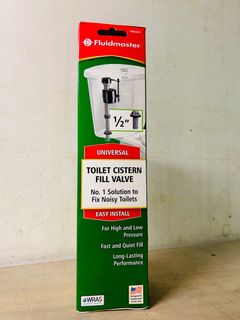 Fluidmaster
1/2"
UNIVERSAL
TOILET CISTERN
FILL VALVE
No. 1 Solution to
Fix Noisy Toilets
EASY INSTALL
For High and Low
Pressure
Fast and Quiet Fill
Long-Lasting
Performance
WRAS